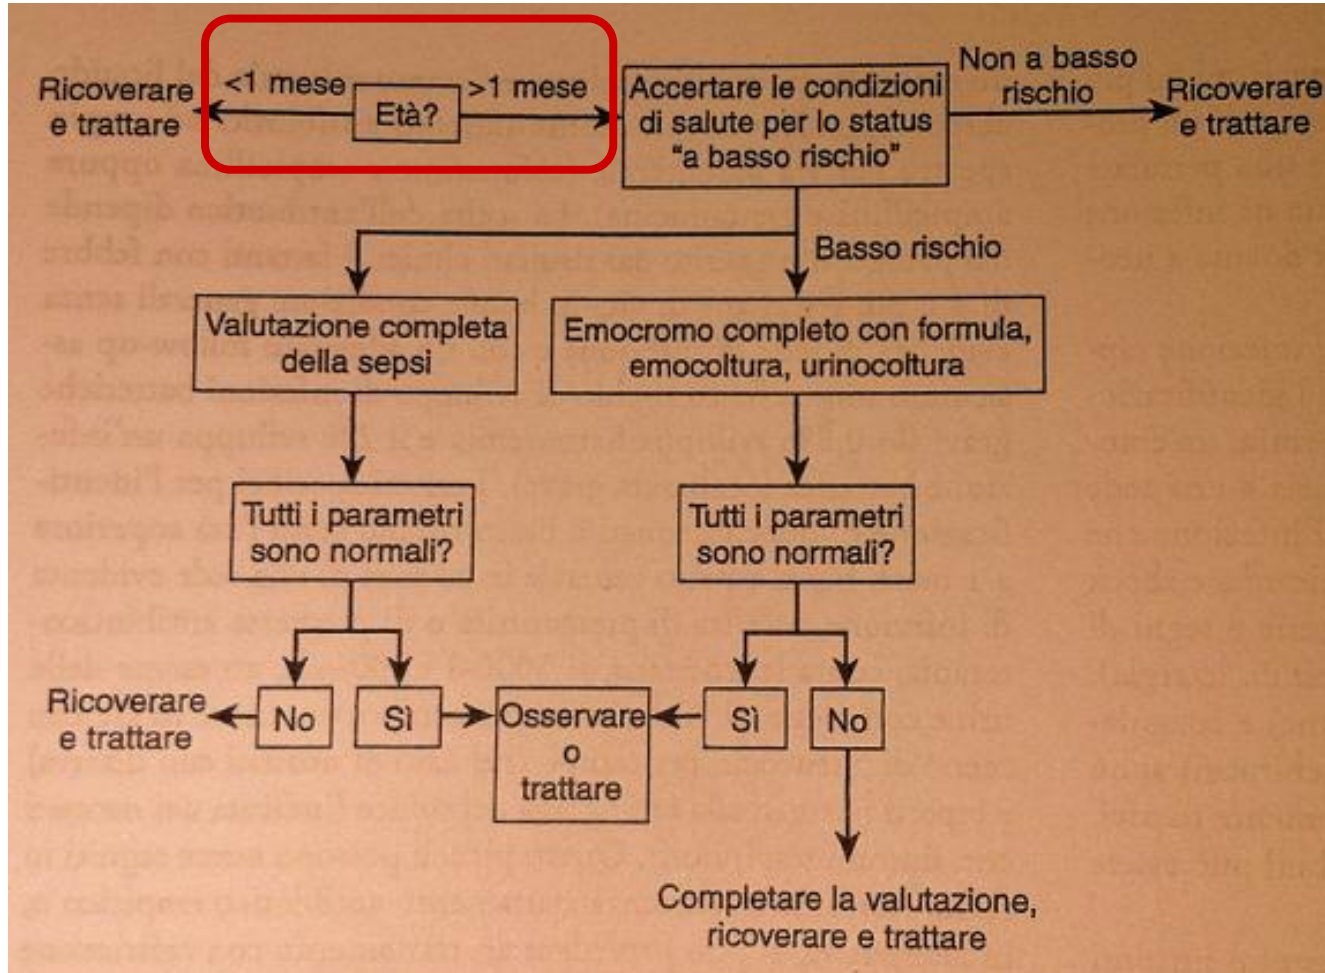 Ricoverare
e trattare
<1 mese
Età?
>1 mese
Accertare le condizioni
di salute per lo status
“a basso rischio”
Non a basso
rischio
Ricoverare
e trattare
Basso rischio
Valutazione completa
della sepsi
Emocromo completo con formula,
emocoltura, urinocoltura
Tutti i parametri
sono normali?
Tutti i parametri
sono normali?
Ricoverare
e trattare
No
Sì
Osservare
o
trattare
Sì
No
Completare la valutazione,
ricoverare e trattare